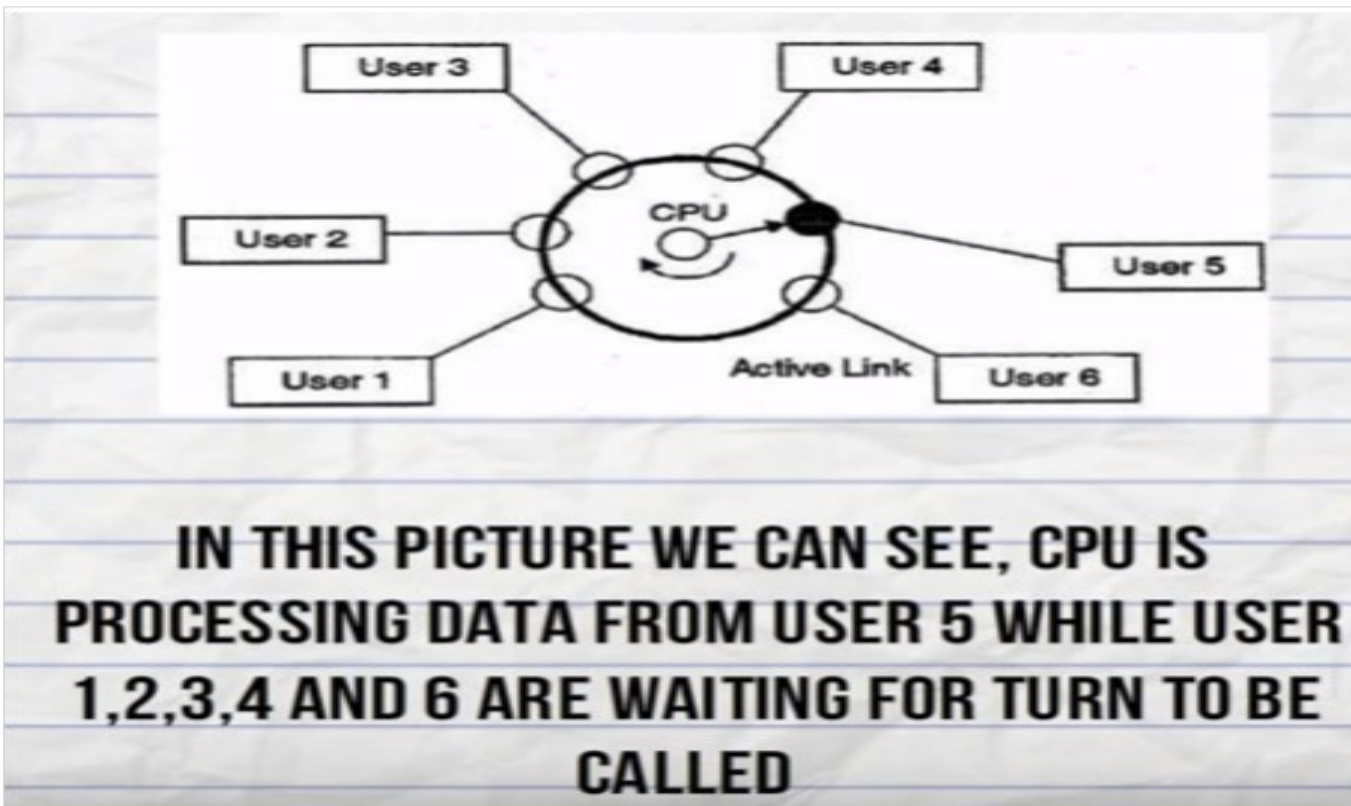 User 3
User 4
CPU
User 2
User 5
User 1
Active Link
User 6
IN THIS PICTURE WE CAN SEE, CPU IS
PROCESSING DATA FROM USER 5 WHILE USER
1,2,3,4 AND 6 ARE WAITING FOR TURN TO BE
CALLED